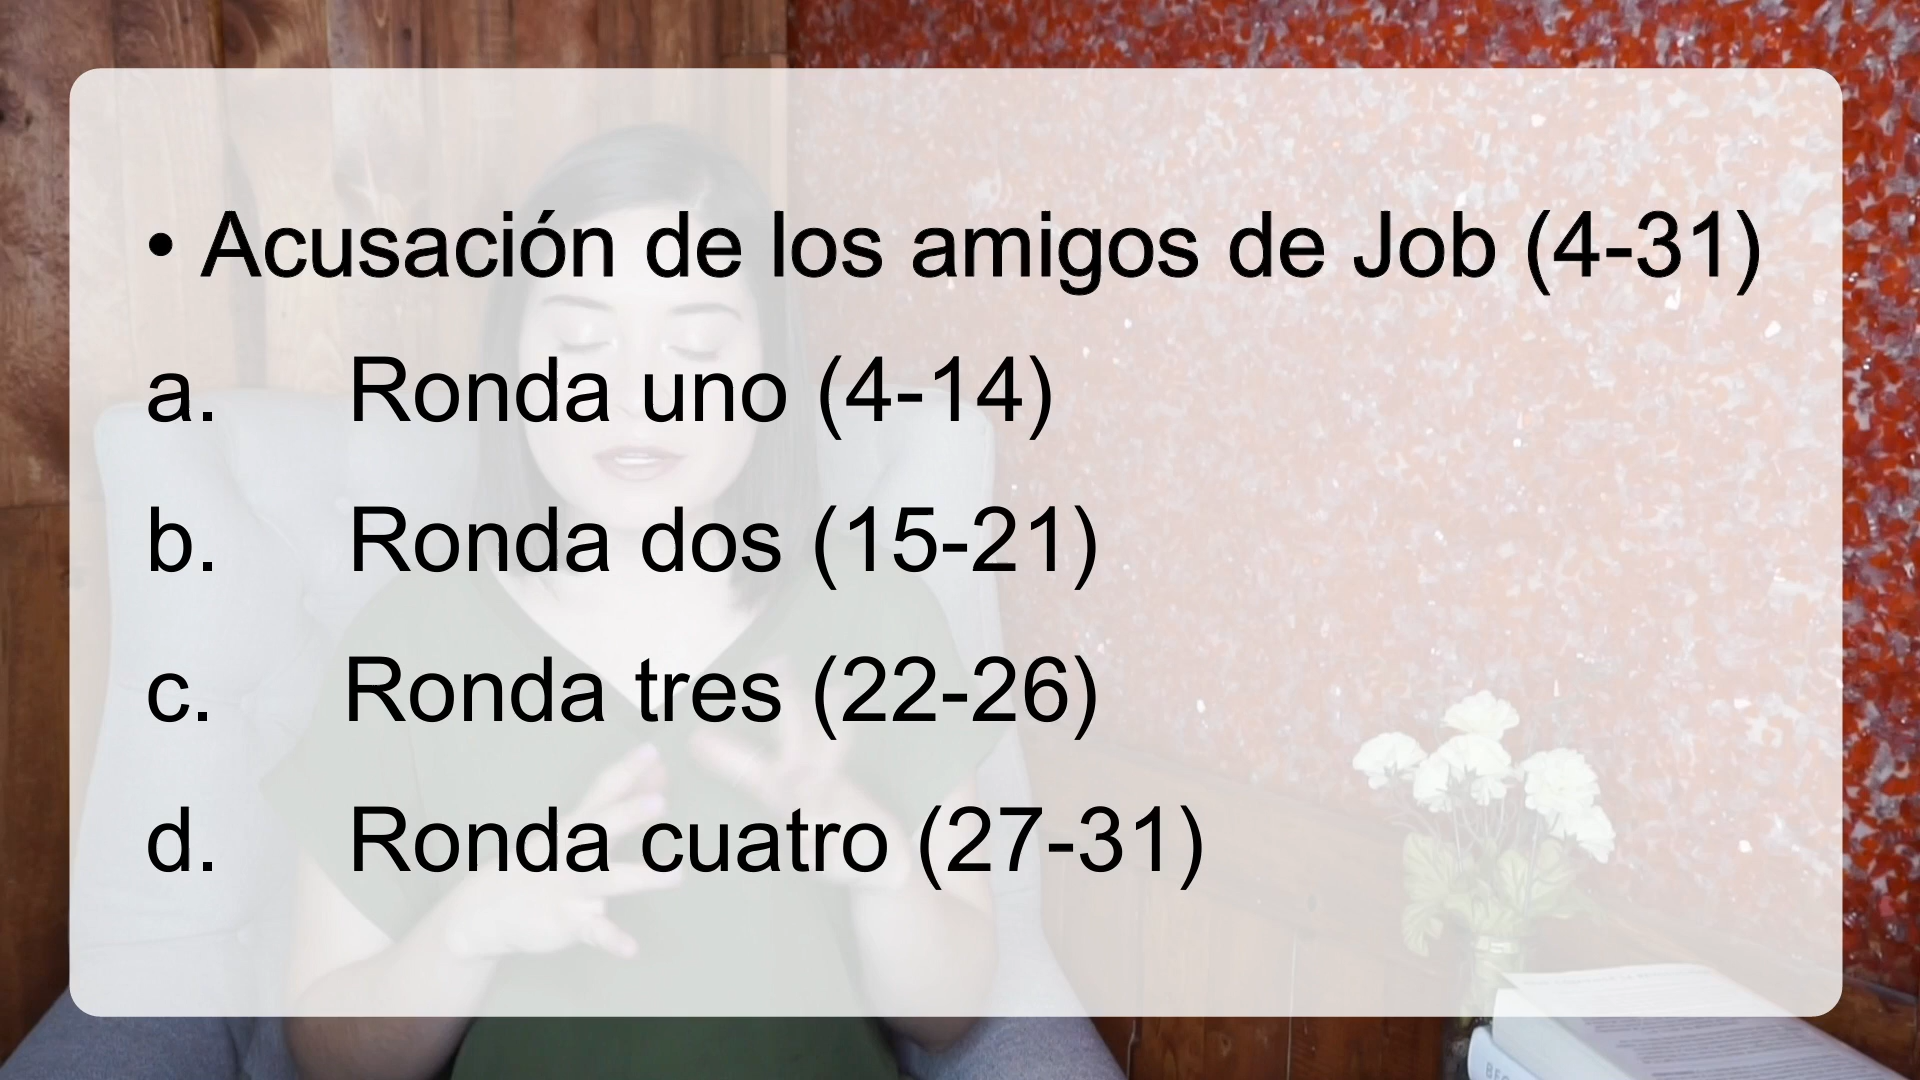 • Acusación de los amigos de Job (4-31)
a. Ronda uno (4-14)
b. Ronda dos (15-21)
c. Ronda tres (22-26)
d. Ronda cuatro (27-31)